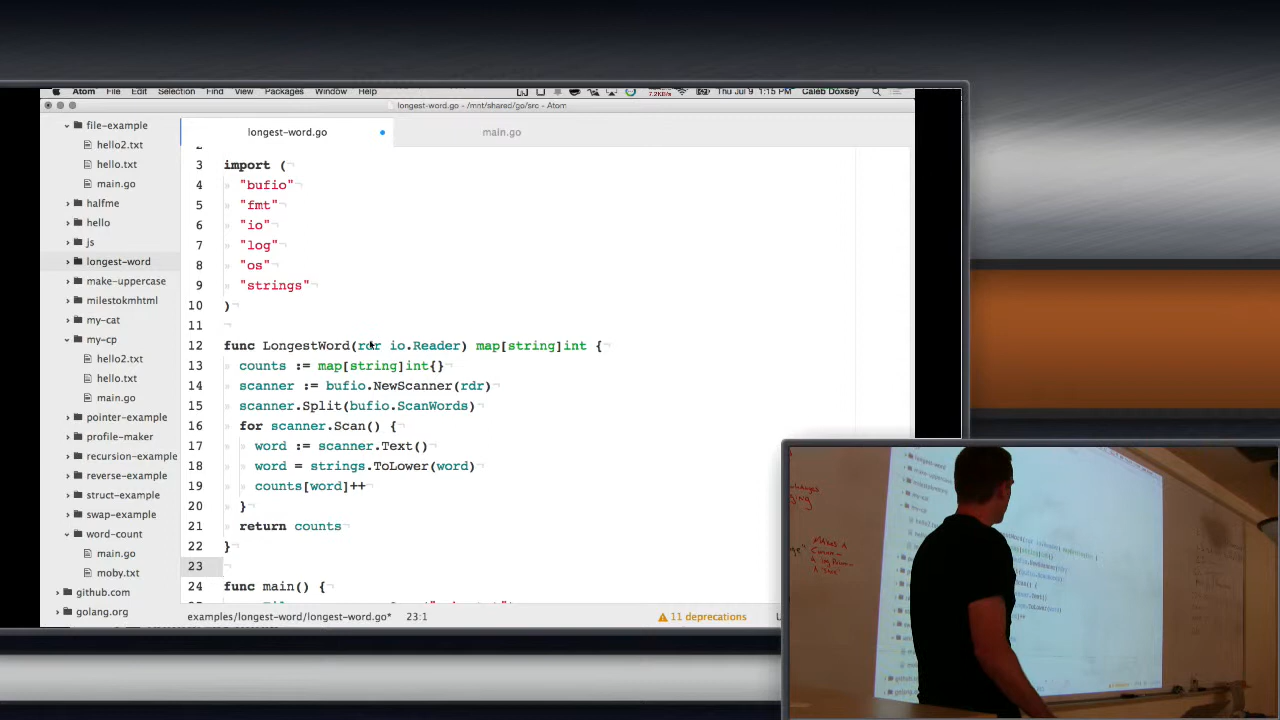 Atom File Edit Selection Find View Packages Window Help
7.2KB/s Thu Jul 9 1:15 PM Caleb Doxsey
longest-word.go - /mnt/shared/go/src - Atom
file-example
hello2.txt
hello.txt
main.go
halfme
hello
js
longest-word
make-uppercase
milestokmhtml
my-cat
my-cp
hello2.txt
hello.txt
main.go
pointer-example
profile-maker
recursion-example
reverse-example
struct-example
swap-example
word-count
main.go
moby.txt
github.com
golang.org
longest-word.go
main.go
3 import (
4 "bufio"
5 "fmt"
6 "io"
7 "log"
8 "os"
9 "strings"
10 )
11
12 func LongestWord(rdr io.Reader) map[string]int {
13 counts := map[string]int{}
14 scanner := bufio.NewScanner(rdr)
15 scanner.Split(bufio.ScanWords)
16 for scanner.Scan() {
17 word := scanner.Text()
18 word = strings.ToLower(word)
19 counts[word]++
20 }
21 return counts
22 }
23
24 func main() {
examples/longest-word/longest-word.go* 23:1
11 deprecations
MAKES A